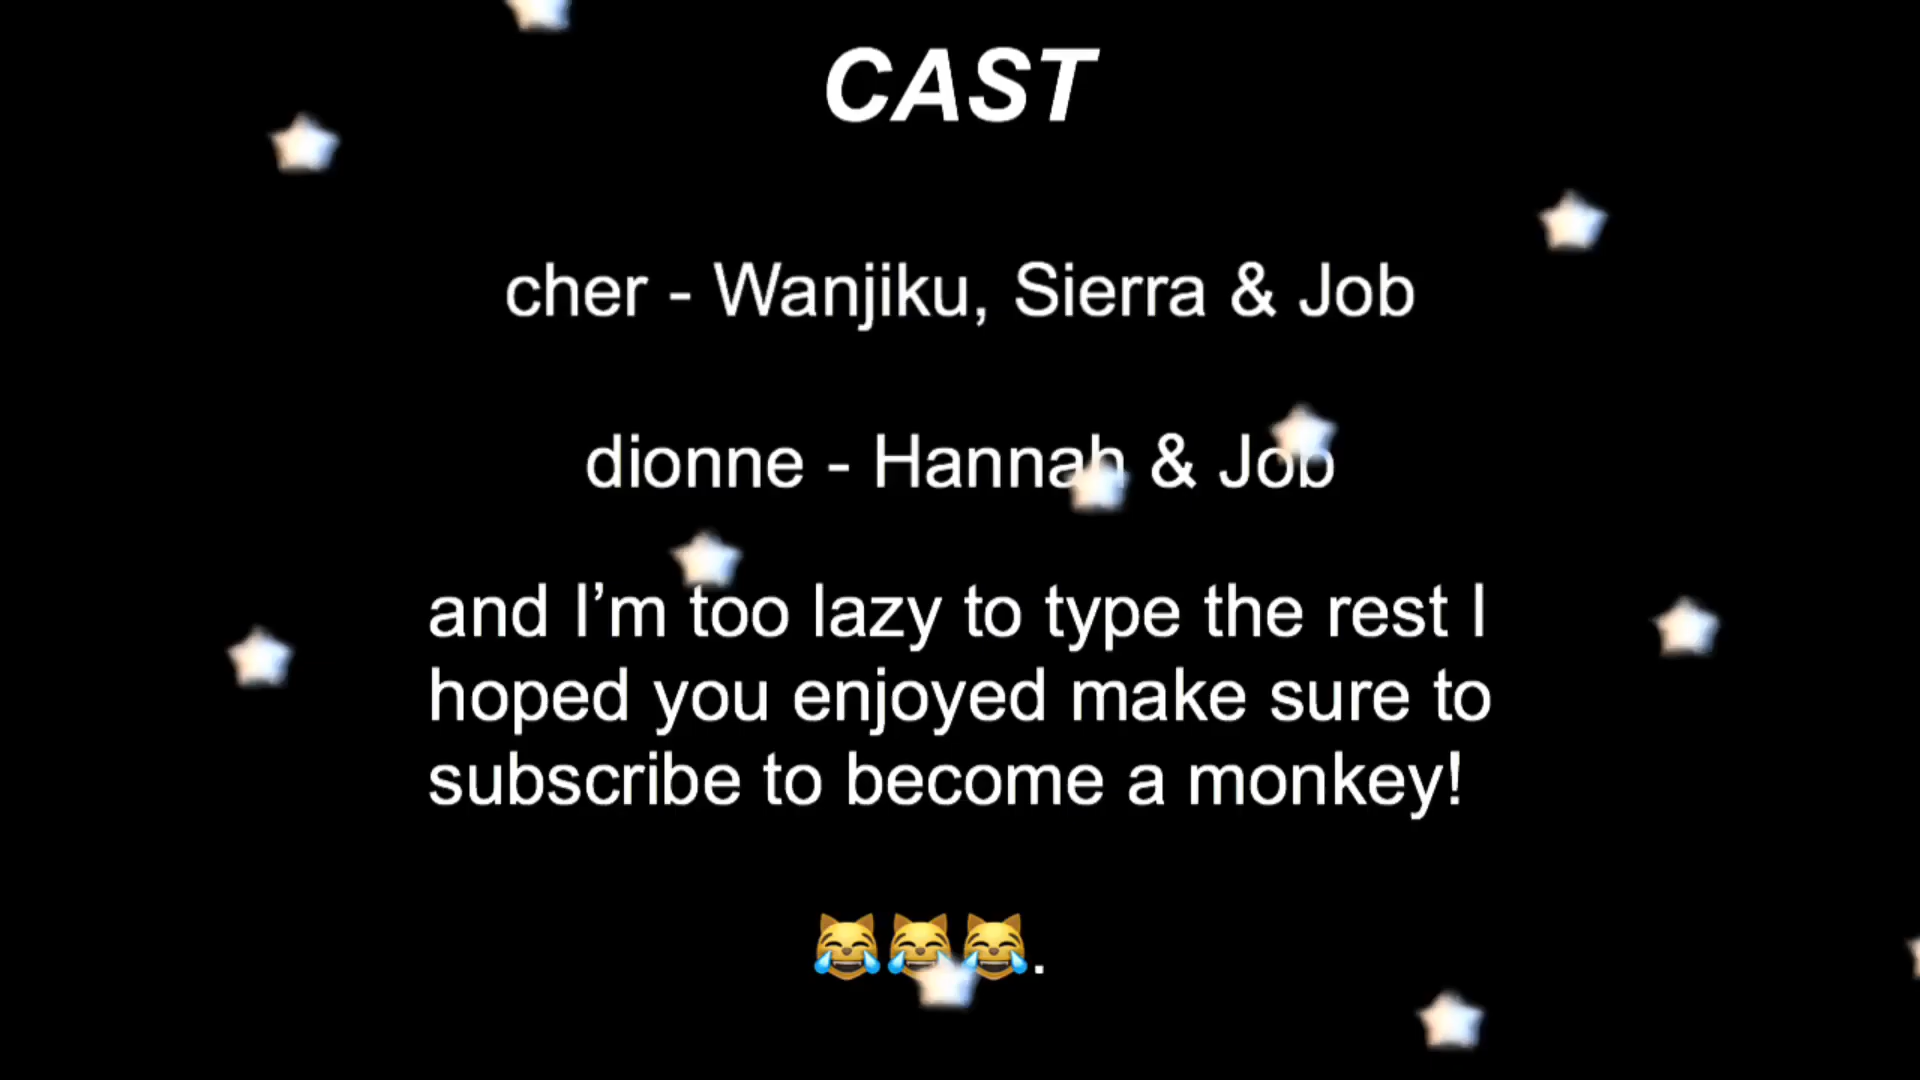 CAST
cher - Wanjiku, Sierra & Job
dionne - Hannah & Job
and I’m too lazy to type the rest I
hoped you enjoyed make sure to
subscribe to become a monkey!
😹😹😹.